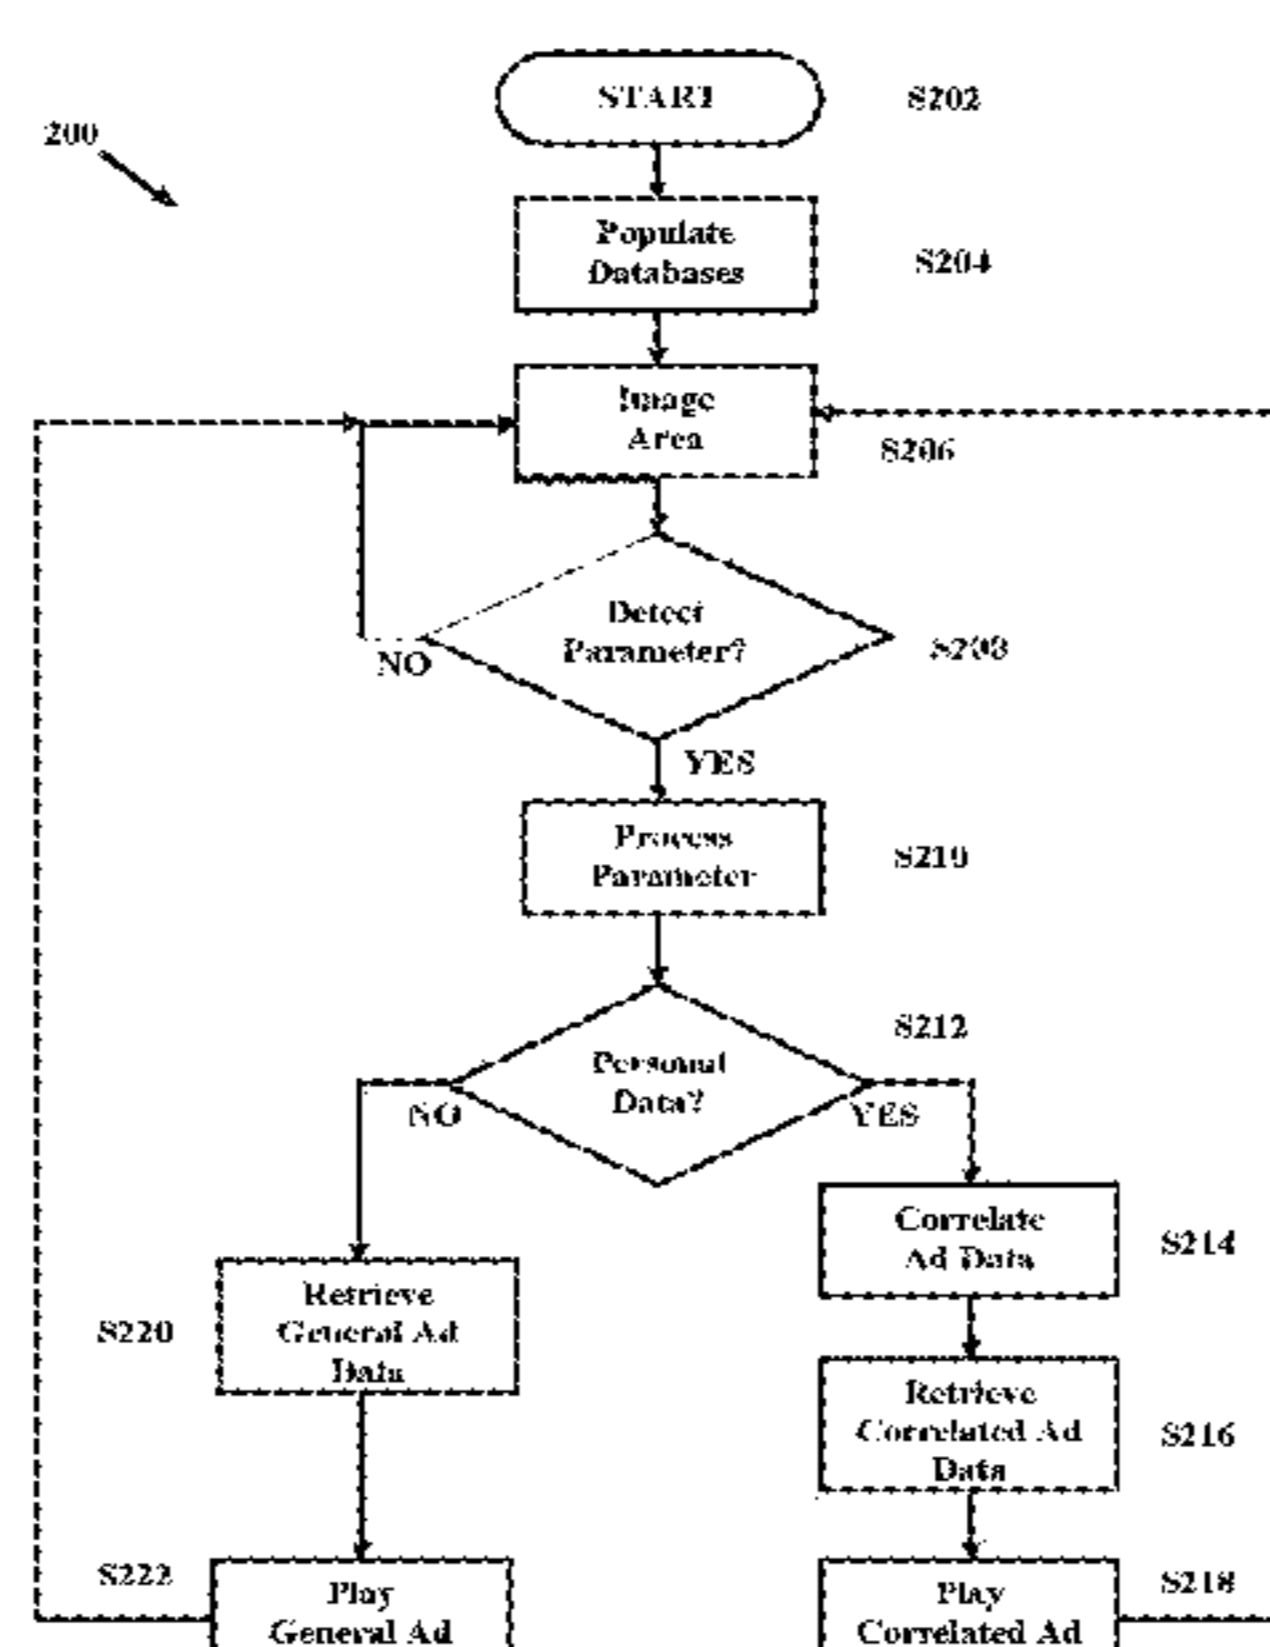 START
S202
200
Populate
Databases
S204
Image
Area
S206
Detect
Parameter?
S208
NO
YES
Process
Parameter
S210
S212
Personal
Data?
NO
YES
Correlate
Ad Data
S214
Retrieve
General Ad
Data
S220
Retrieve
Correlated Ad
Data
S216
S222
Play
General Ad
Play
Correlated Ad
S218